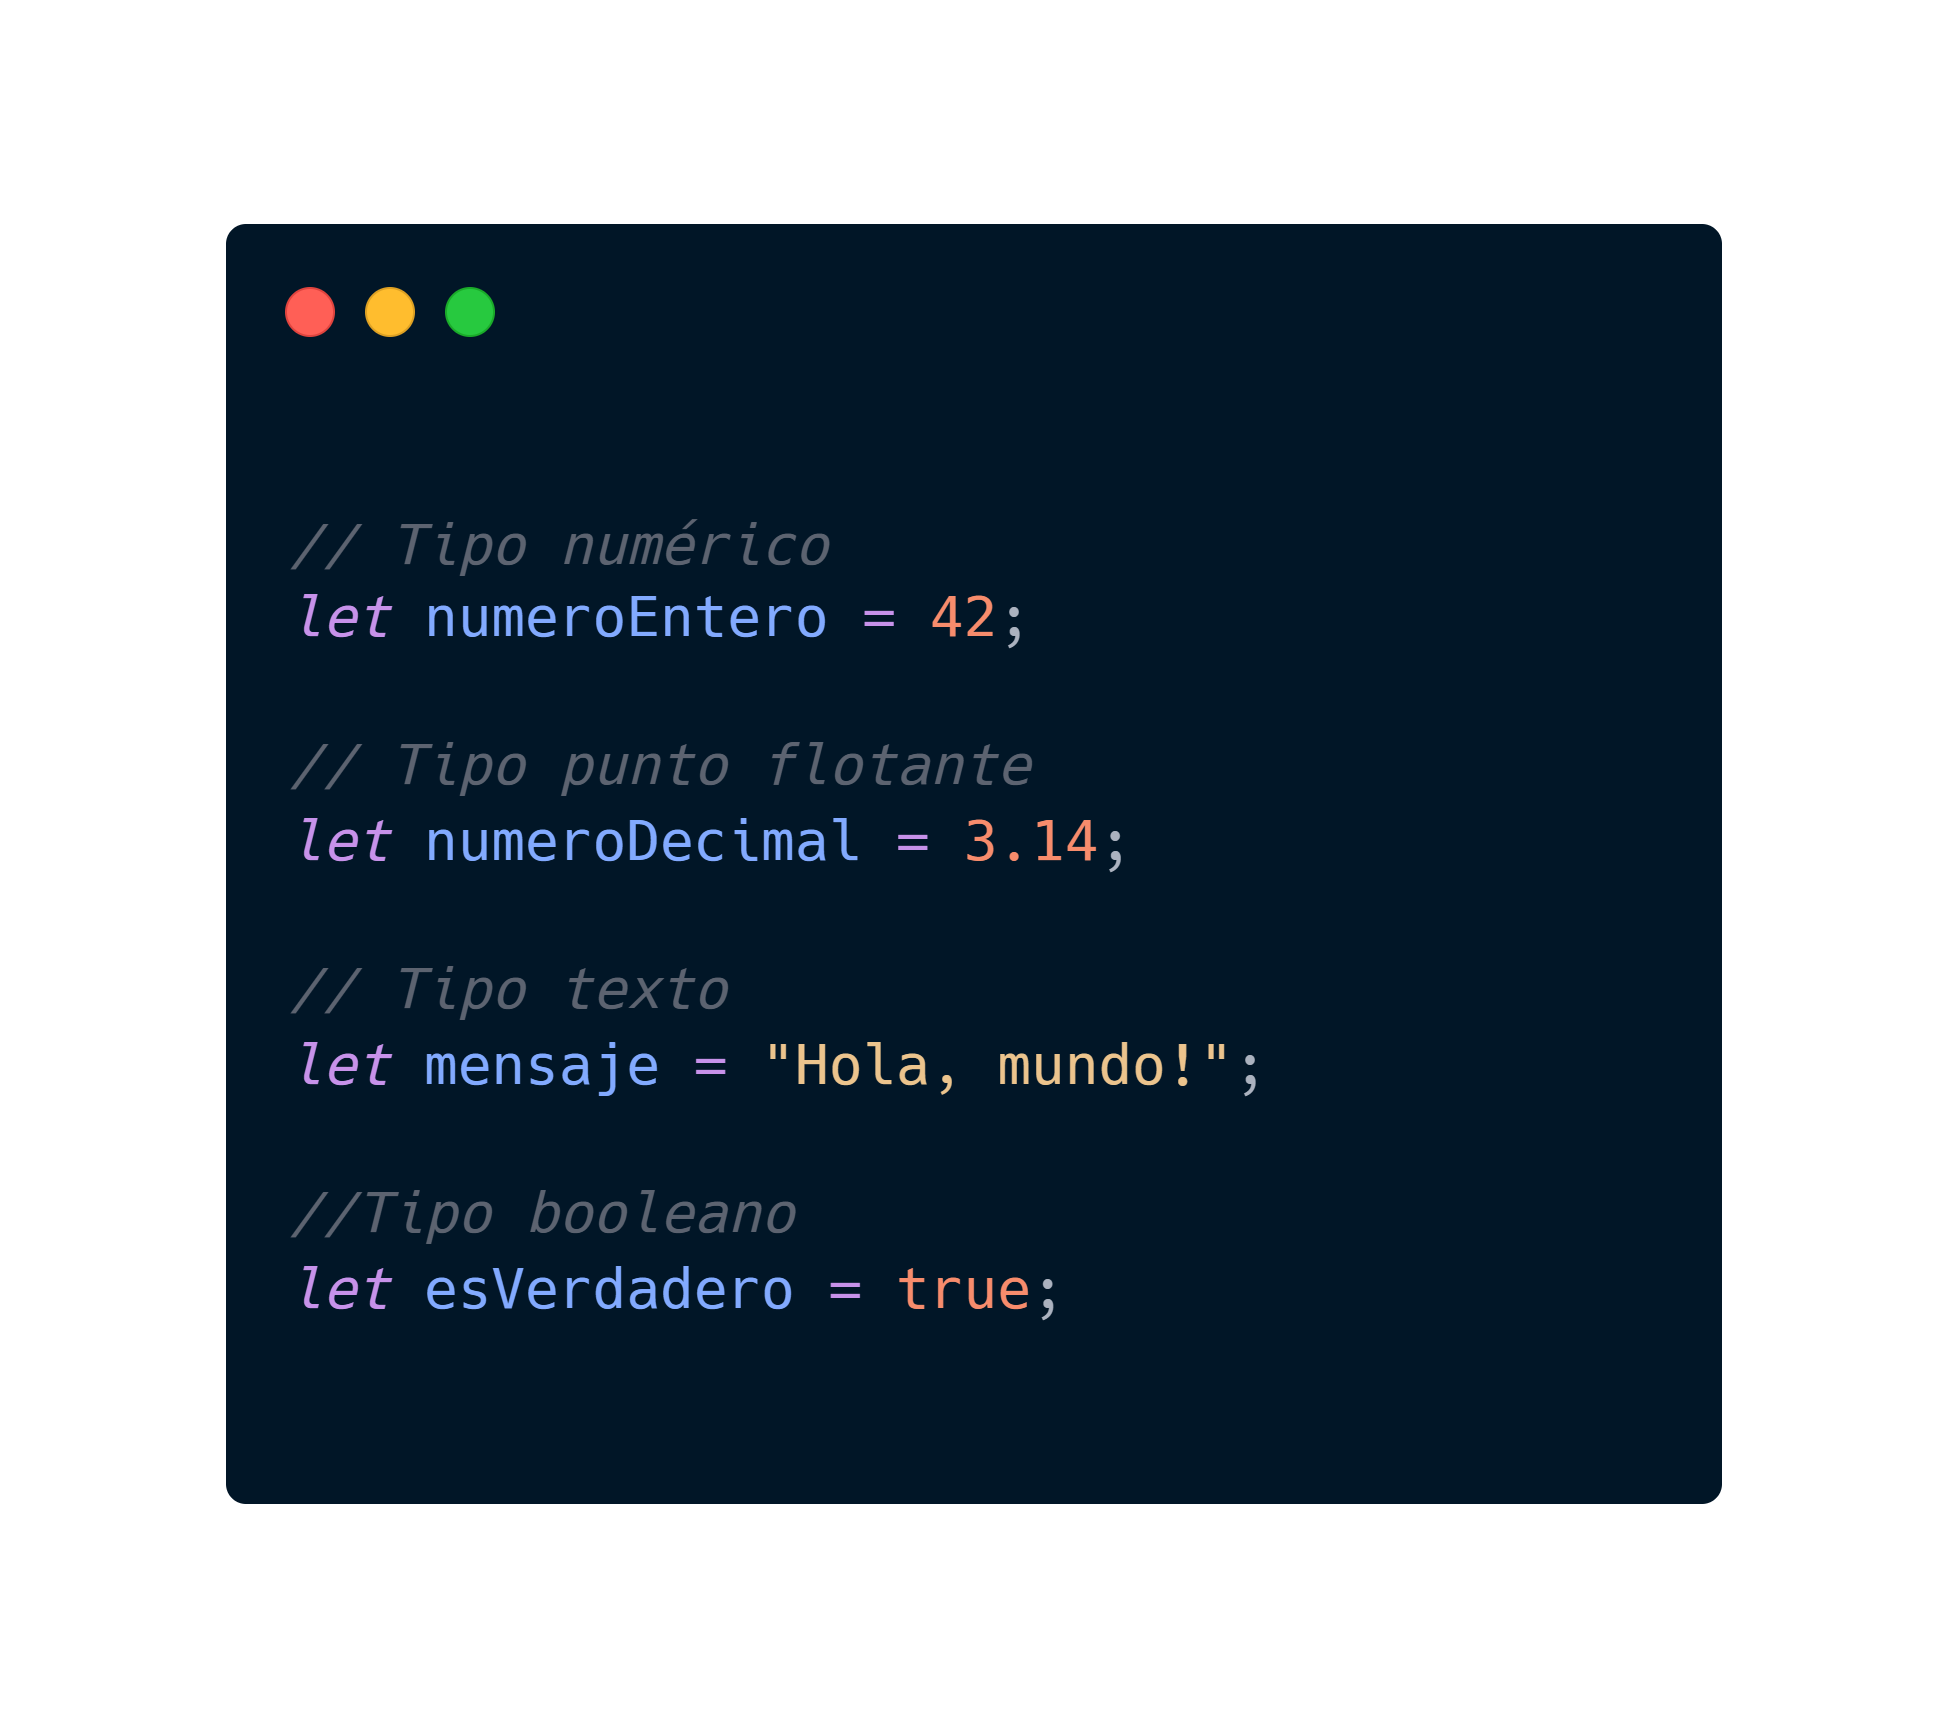 // Tipo numérico
let numeroEntero = 42;
// Tipo punto flotante
let numeroDecimal = 3.14;
// Tipo texto
let mensaje = "Hola, mundo!";
//Tipo booleano
let esVerdadero = true;